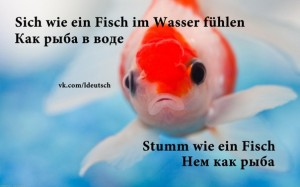 Sich wie ein Fisch im Wasser fühlen
Как рыба в воде
vk.com/ldeutsch
Stumm wie ein Fisch
Нем как рыба